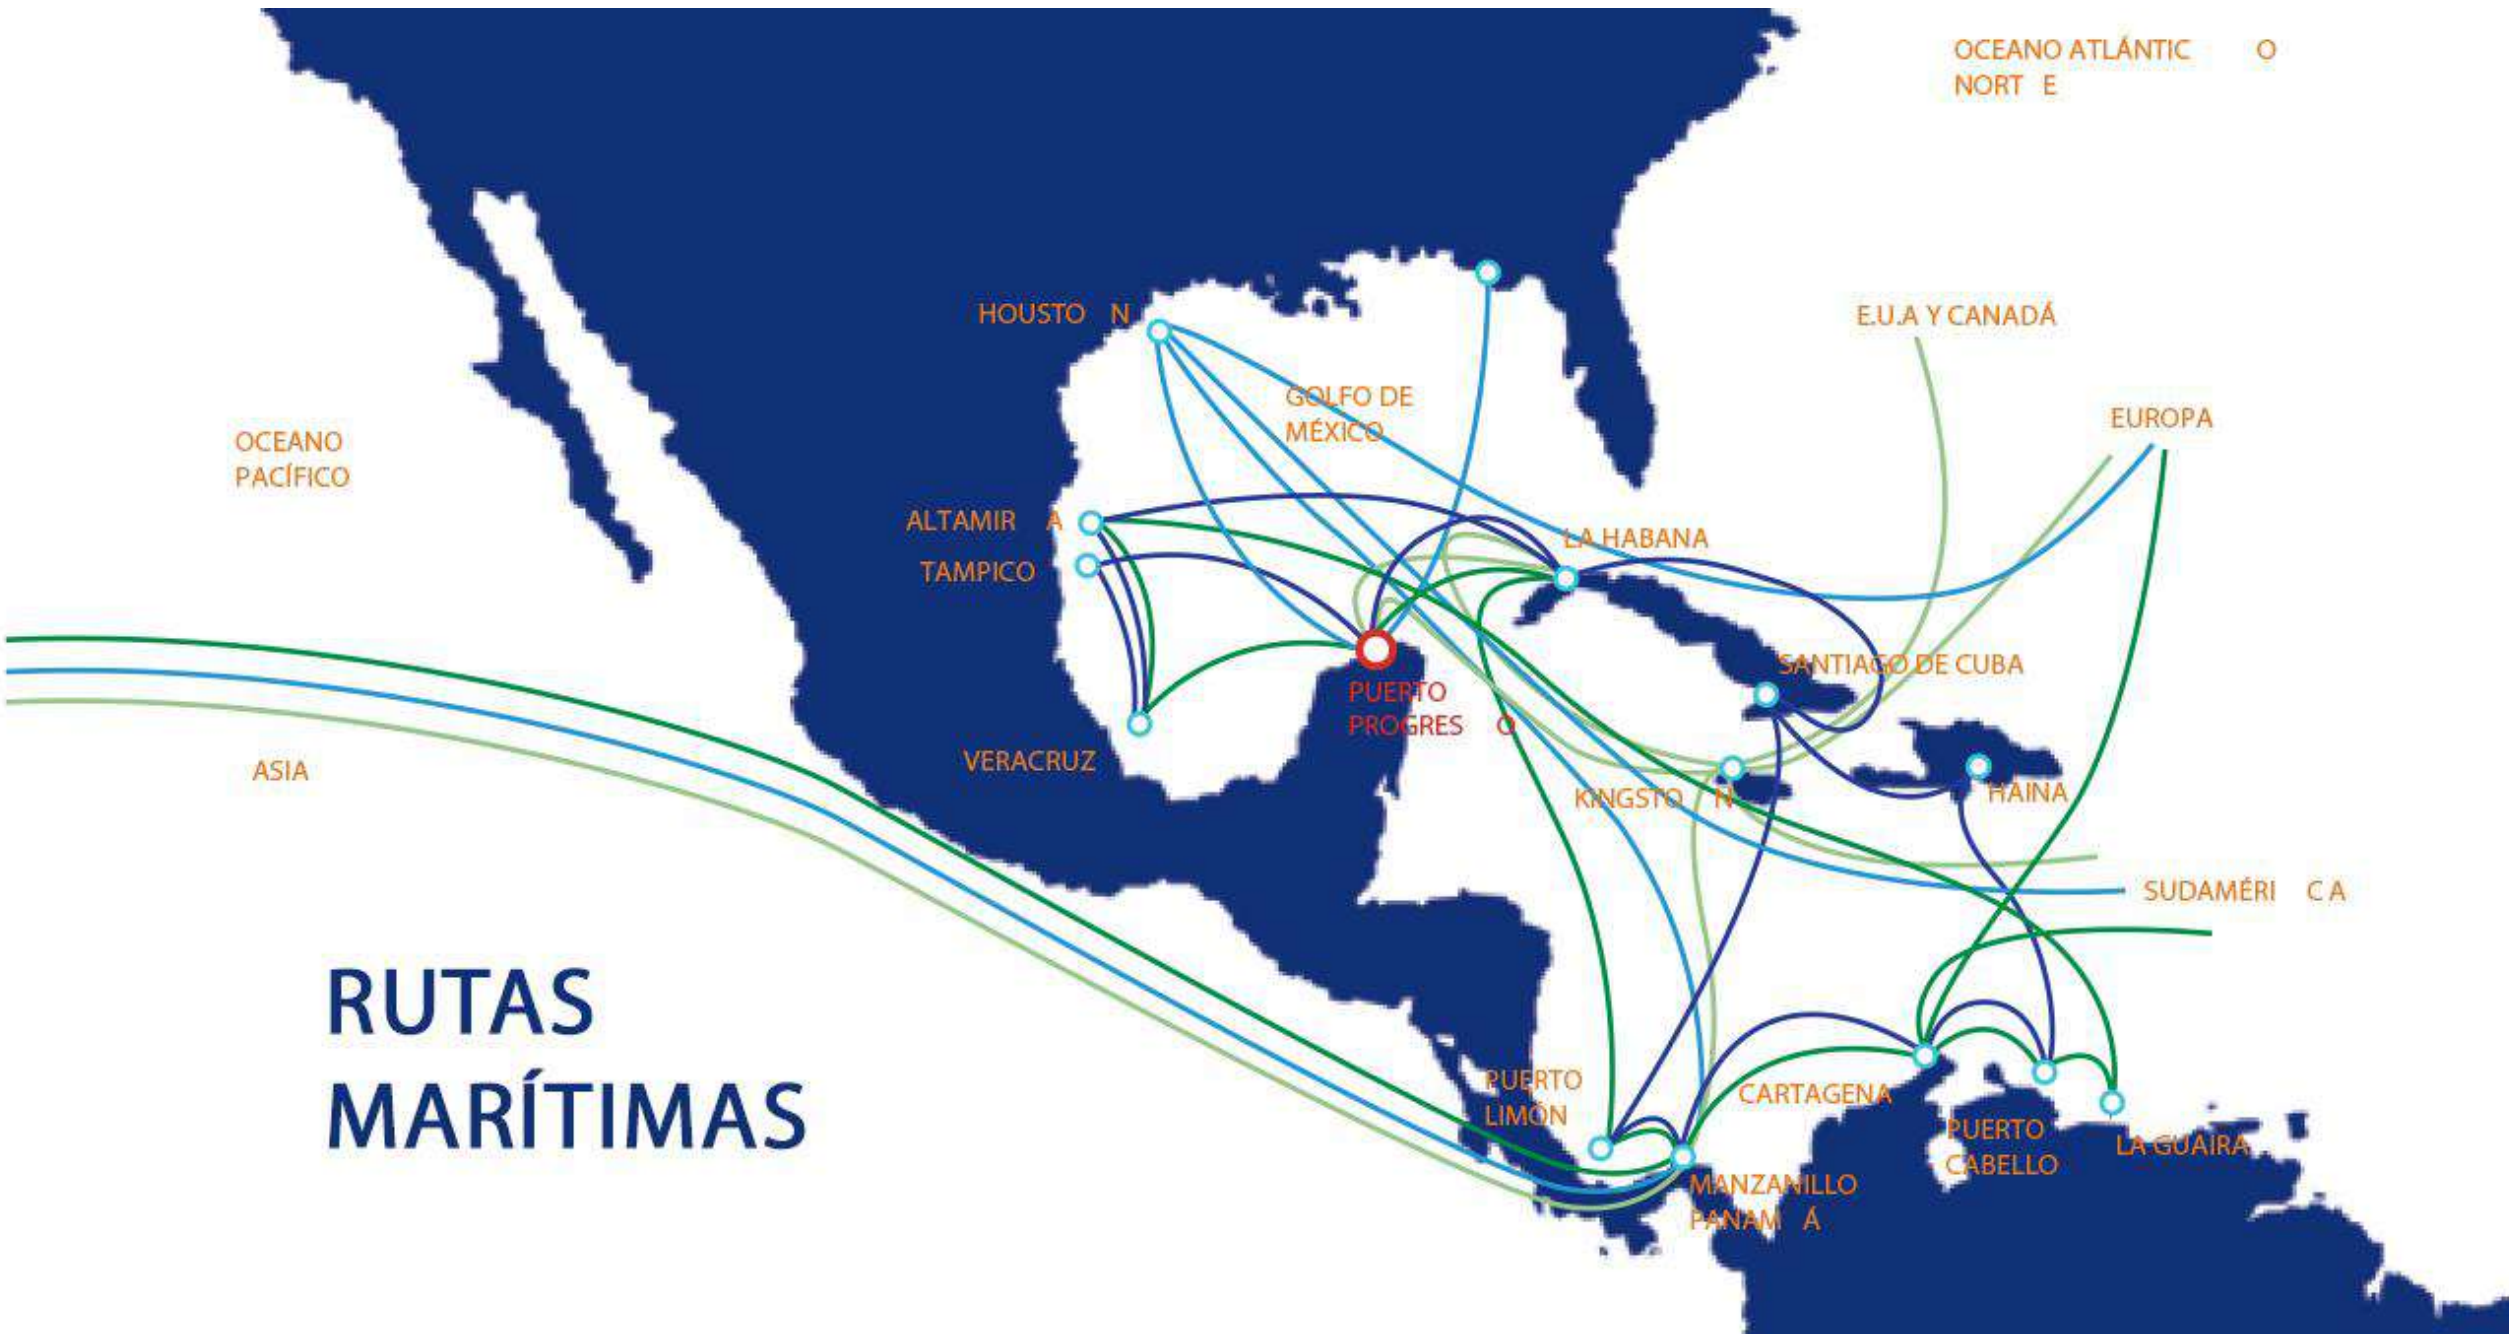 OCEANO ATLÁNTIC O
NORT E
HOUSTO N
E.U.A Y CANADÁ
GOLFO DE
MÉXICO
EUROPA
OCEANO
PACÍFICO
ALTAMIR A
LA HABANA
TAMPICO
SANTIAGO DE CUBA
PUERTO
PROGRES O
VERACRUZ
ASIA
KINGSTO N
HAINA
SUDAMÉRI C A
RUTAS
MARÍTIMAS
PUERTO
LIMÓN
CARTAGENA
PUERTO
CABELLO
LA GUAIRA
MANZANILLO
PANAM Á